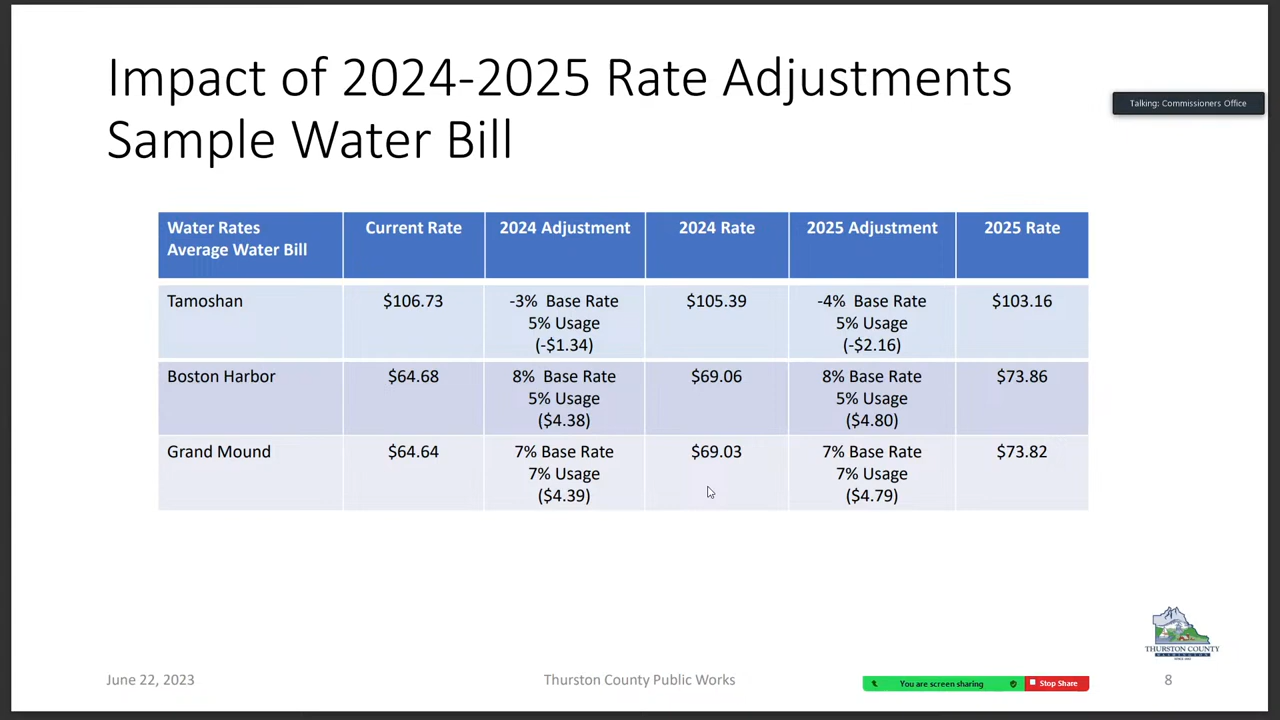 Impact of 2024-2025 Rate Adjustments
Sample Water Bill
Talking: Commissioners Office
Water Rates
Average Water Bill
Current Rate
2024 Adjustment
2024 Rate
2025 Adjustment
2025 Rate
Tamoshan
$106.73
-3% Base Rate
5% Usage
(-$1.34)
$105.39
-4% Base Rate
5% Usage
(-$2.16)
$103.16
Boston Harbor
$64.68
8% Base Rate
5% Usage
($4.38)
$69.06
8% Base Rate
5% Usage
($4.80)
$73.86
Grand Mound
$64.64
7% Base Rate
7% Usage
($4.39)
$69.03
7% Base Rate
7% Usage
($4.79)
$73.82
THURSTON COUNTY
WASHINGTON
June 22, 2023
Thurston County Public Works
You are screen sharing
Stop Share
8